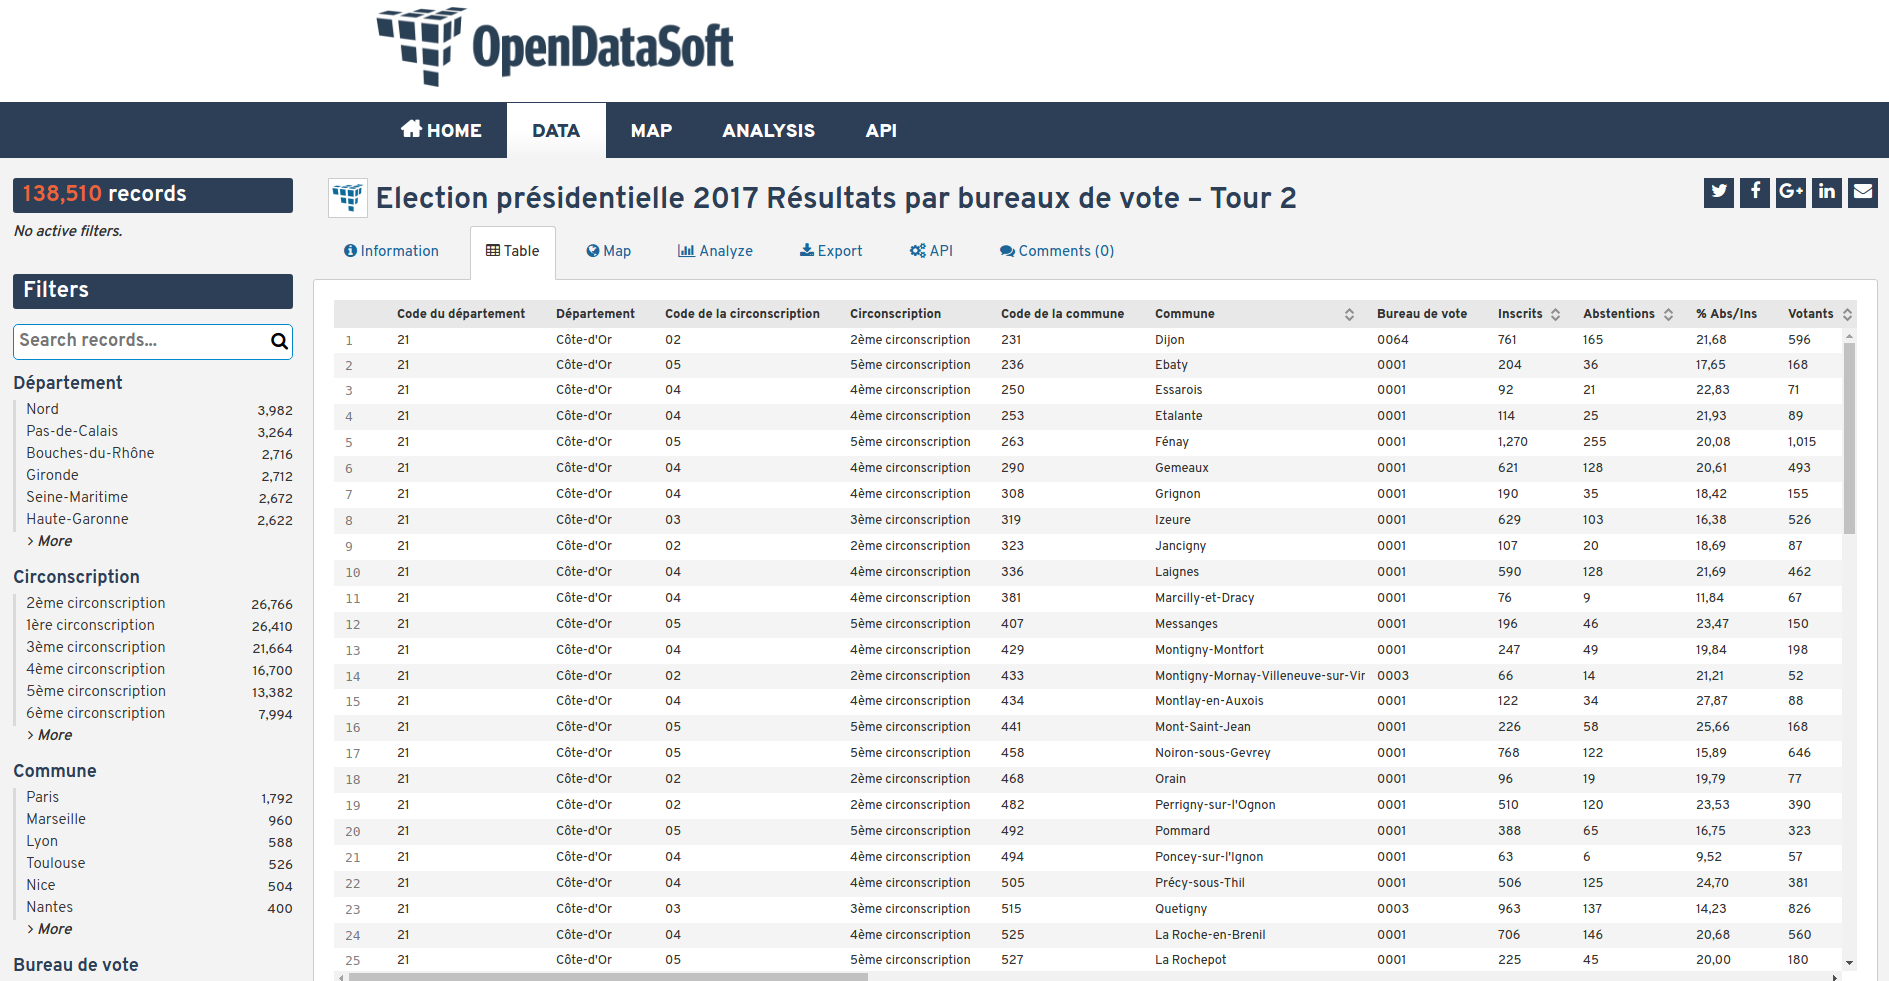 OpenDataSoft
HOME DATA MAP ANALYSIS API
138,510 records
No active filters.
Filters
Search records...
Département
Nord 3,982
Pas-de-Calais 3,264
Bouches-du-Rhône 2,716
Gironde 2,712
Seine-Maritime 2,672
Haute-Garonne 2,622
> More
Circonscription
2ème circonscription 26,766
1ère circonscription 26,410
3ème circonscription 21,664
4ème circonscription 16,700
5ème circonscription 13,382
6ème circonscription 7,994
> More
Commune
Paris 1,792
Marseille 960
Lyon 588
Toulouse 526
Nice 504
Nantes 400
> More
Bureau de vote
Election présidentielle 2017 Résultats par bureaux de vote – Tour 2
Information Table Map Analyze Export API Comments (0)
Code du département Département Code de la circonscription Circonscription Code de la commune Commune Bureau de vote Inscrits Abstentions % Abs/Ins Votants
1 21 Côte-d'Or 02 2ème circonscription 231 Dijon 0064 761 165 21,68 596
2 21 Côte-d'Or 05 5ème circonscription 236 Ebaty 0001 204 36 17,65 168
3 21 Côte-d'Or 04 4ème circonscription 250 Essarois 0001 92 21 22,83 71
4 21 Côte-d'Or 04 4ème circonscription 253 Etalante 0001 114 25 21,93 89
5 21 Côte-d'Or 05 5ème circonscription 263 Fénay 0001 1,270 255 20,08 1,015
6 21 Côte-d'Or 04 4ème circonscription 290 Gemeaux 0001 621 128 20,61 493
7 21 Côte-d'Or 04 4ème circonscription 308 Grignon 0001 190 35 18,42 155
8 21 Côte-d'Or 03 3ème circonscription 319 Izeure 0001 629 103 16,38 526
9 21 Côte-d'Or 02 2ème circonscription 323 Jancigny 0001 107 20 18,69 87
10 21 Côte-d'Or 04 4ème circonscription 336 Laignes 0001 590 128 21,69 462
11 21 Côte-d'Or 04 4ème circonscription 381 Marcilly-et-Dracy 0001 76 9 11,84 67
12 21 Côte-d'Or 05 5ème circonscription 407 Messanges 0001 196 46 23,47 150
13 21 Côte-d'Or 04 4ème circonscription 429 Montigny-Montfort 0001 247 49 19,84 198
14 21 Côte-d'Or 02 2ème circonscription 433 Montigny-Mornay-Villeneuve-sur-Vir 0003 66 14 21,21 52
15 21 Côte-d'Or 04 4ème circonscription 434 Montlay-en-Auxois 0001 122 34 27,87 88
16 21 Côte-d'Or 05 5ème circonscription 441 Mont-Saint-Jean 0001 226 58 25,66 168
17 21 Côte-d'Or 05 5ème circonscription 458 Noiron-sous-Gevrey 0001 768 122 15,89 646
18 21 Côte-d'Or 02 2ème circonscription 468 Orain 0001 96 19 19,79 77
19 21 Côte-d'Or 02 2ème circonscription 482 Perrigny-sur-l'Ognon 0001 510 120 23,53 390
20 21 Côte-d'Or 05 5ème circonscription 492 Pommard 0001 388 65 16,75 323
21 21 Côte-d'Or 04 4ème circonscription 494 Poncey-sur-l'Ignon 0001 63 6 9,52 57
22 21 Côte-d'Or 04 4ème circonscription 505 Précy-sous-Thil 0001 506 125 24,70 381
23 21 Côte-d'Or 03 3ème circonscription 515 Quetigny 0003 963 137 14,23 826
24 21 Côte-d'Or 04 4ème circonscription 525 La Roche-en-Brenil 0001 706 146 20,68 560
25 21 Côte-d'Or 05 5ème circonscription 527 La Rochepot 0001 225 45 20,00 180